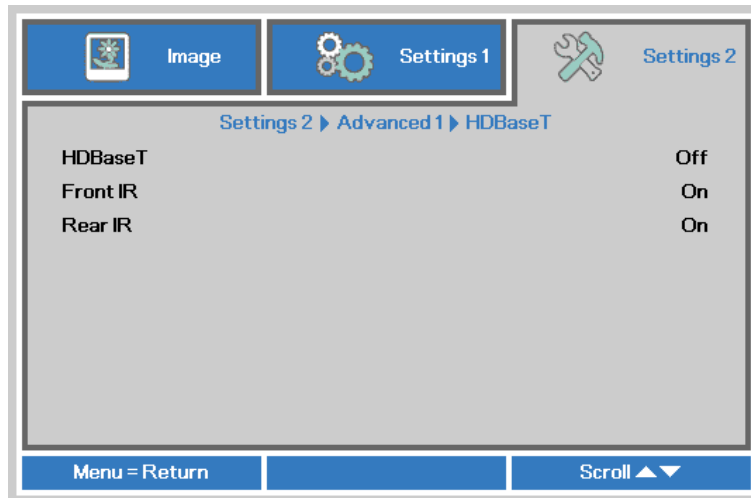 Image
Settings 1
Settings 2
Settings 2 ▶ Advanced 1 ▶ HDBaseT
HDBaseT Off
Front IR On
Rear IR On
Menu = Return
Scroll ▲▼